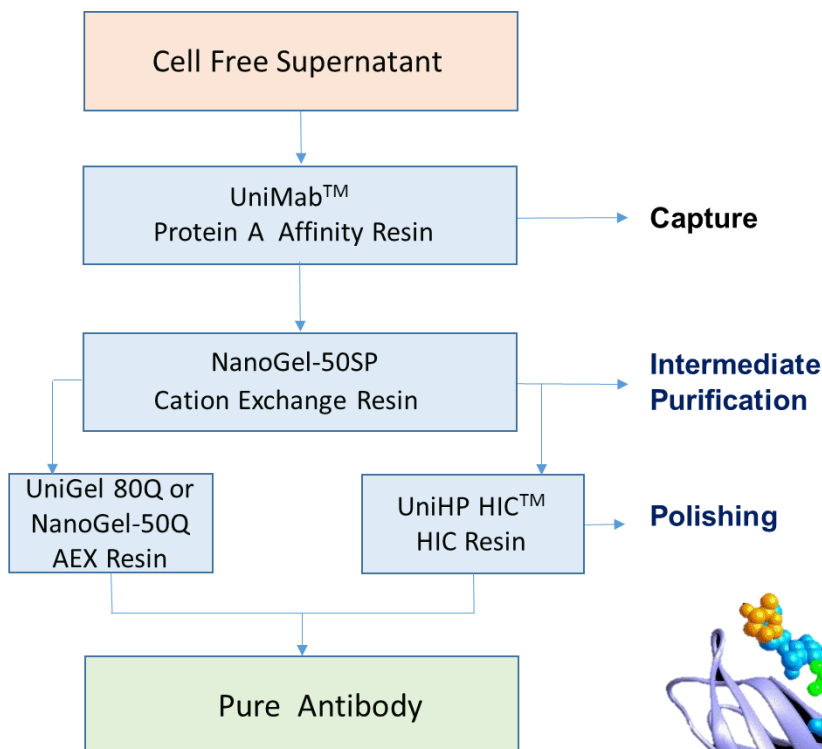 Cell Free Supernatant
UniMab™
Protein A Affinity Resin
Capture
NanoGel-50SP
Cation Exchange Resin
Intermediate
Purification
UniGel 80Q or
NanoGel-50Q
AEX Resin
UniHP HIC™
HIC Resin
Polishing
Pure Antibody